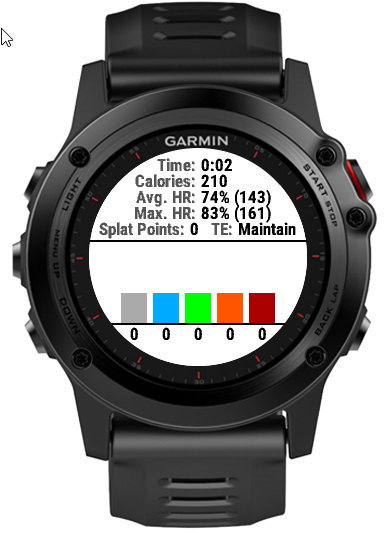 GARMIN
LIGHT
START STOP
MENU UP
DOWN
BACK LAP
Time: 0:02
Calories: 210
Avg. HR: 74% (143)
Max. HR: 83% (161)
Splat Points: 0 TE: Maintain
0 0 0 0 0